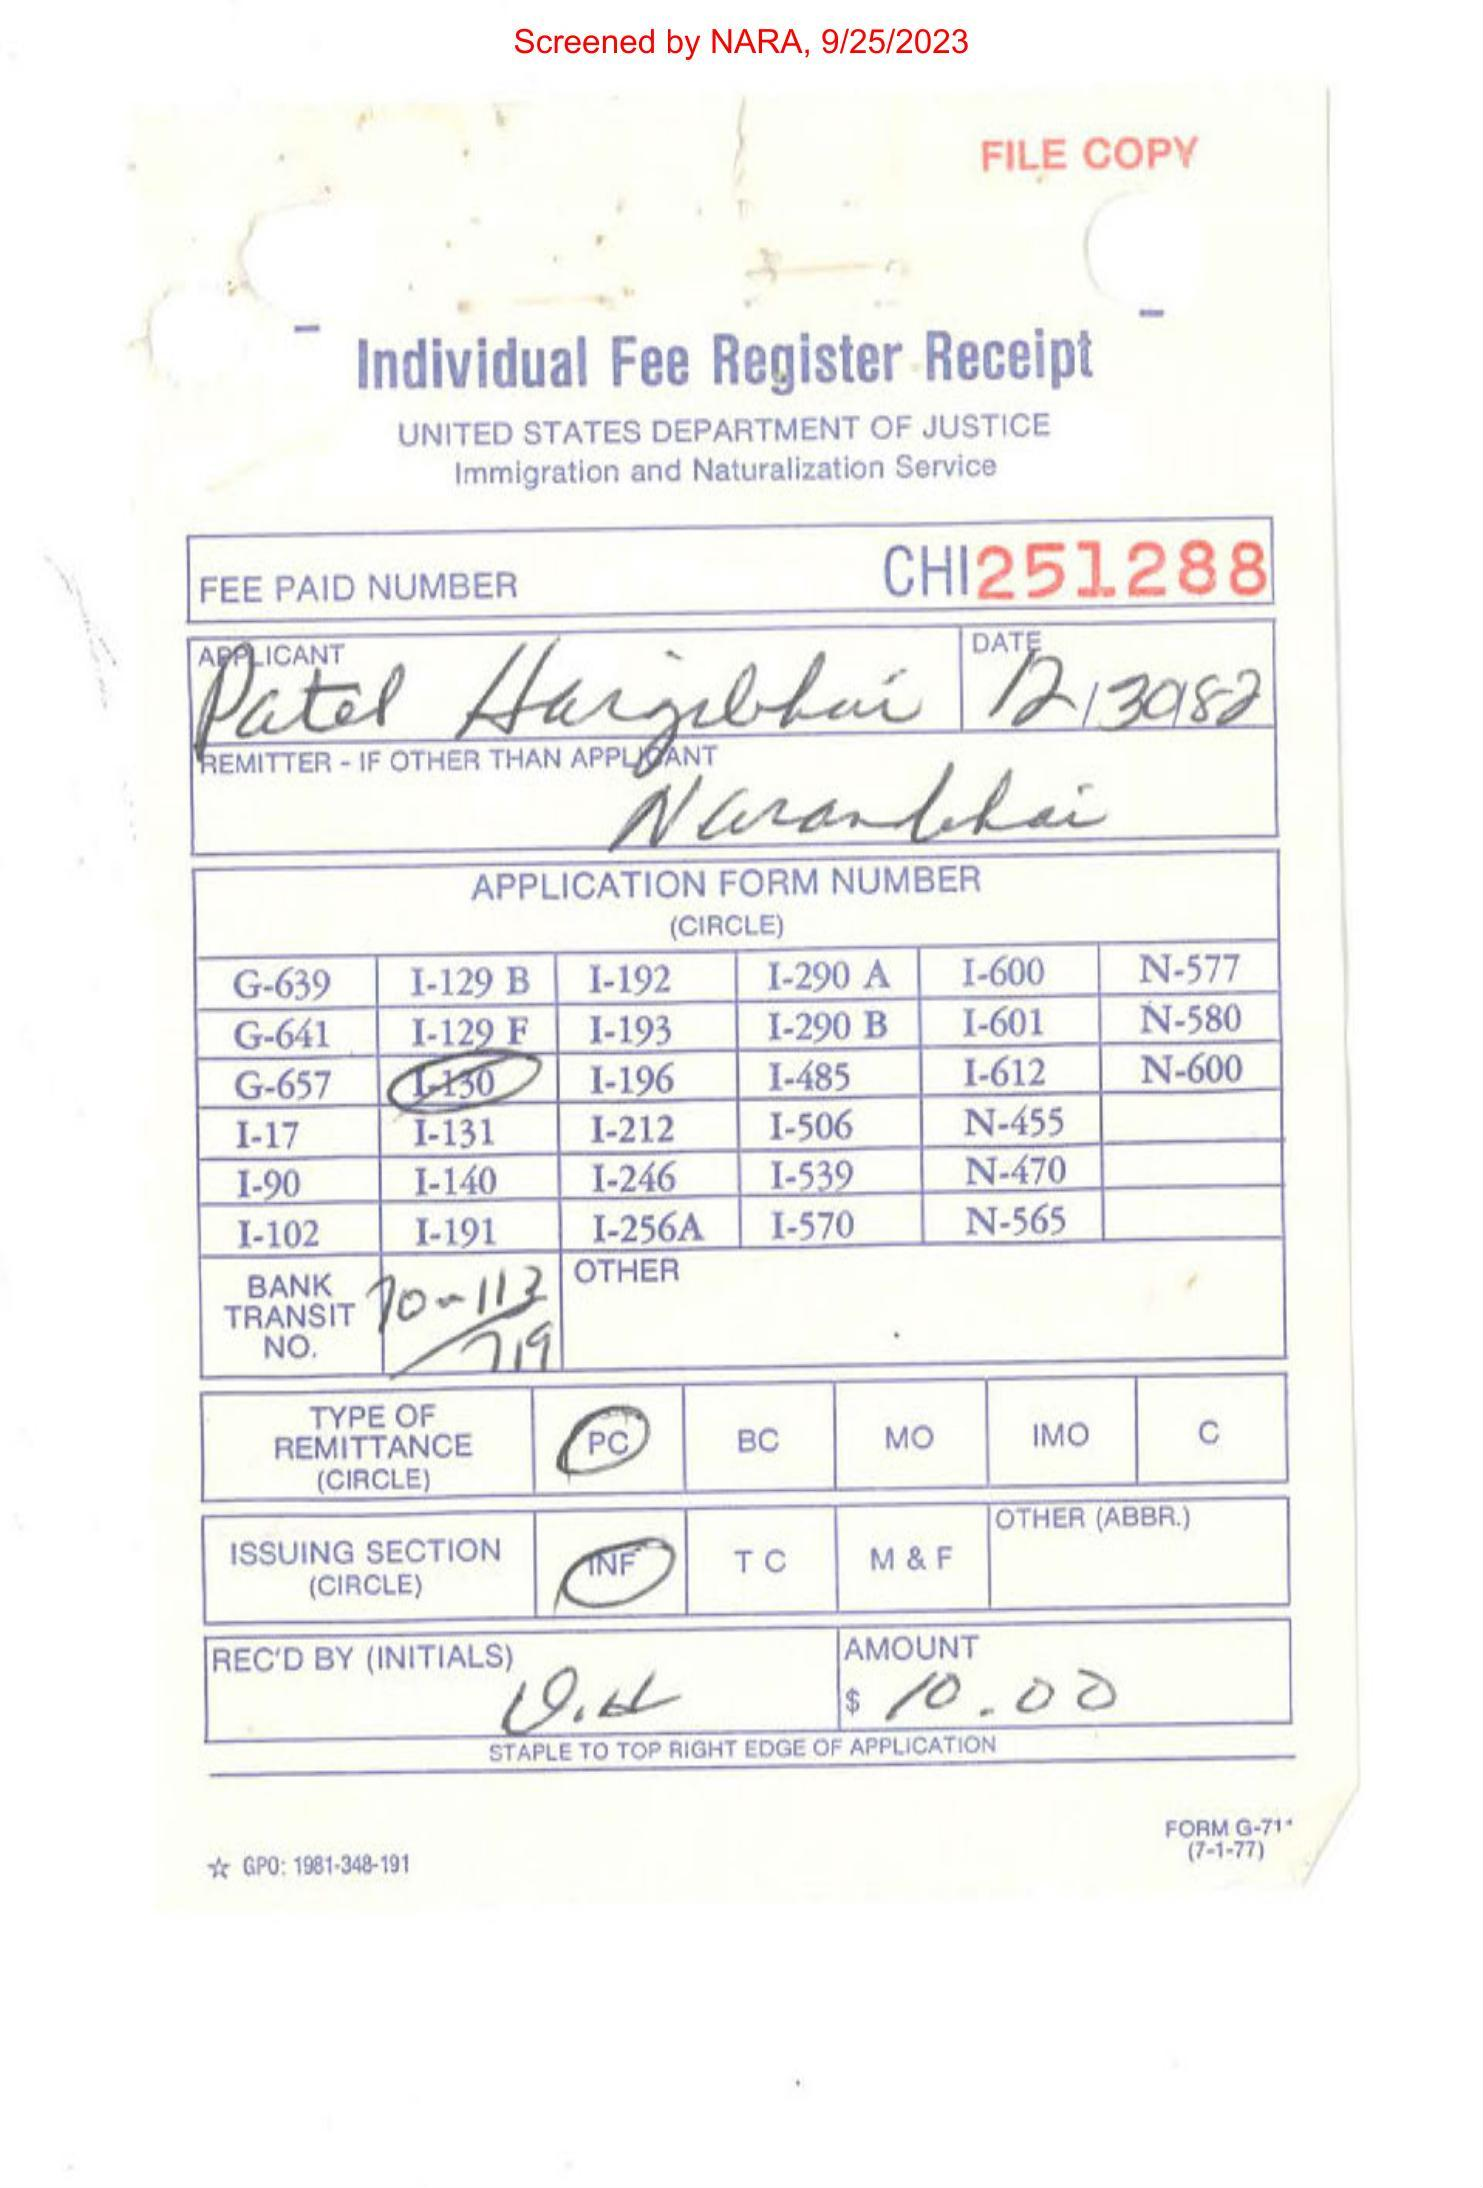 Screened by NARA, 9/25/2023
FILE COPY
Individual Fee Register Receipt
UNITED STATES DEPARTMENT OF JUSTICE
Immigration and Naturalization Service
FEE PAID NUMBER CHI251288
APPLICANT DATE
Patel 12/30/82
REMITTER - IF OTHER THAN APPLICANT
Naranbhai
APPLICATION FORM NUMBER
(CIRCLE)
G-639 I-129 B I-192 I-290 A I-600 N-577
G-641 I-129 F I-193 I-290 B I-601 N-580
G-657 I-130 I-196 I-485 I-612 N-600
I-17 I-131 I-212 I-506 N-455
I-90 I-140 I-246 I-539 N-470
I-102 I-191 I-256A I-570 N-565
BANK TRANSIT NO. 70-113/719 OTHER
TYPE OF REMITTANCE (CIRCLE) PC BC MO IMO C
ISSUING SECTION (CIRCLE) INF T C M & F OTHER (ABBR.)
REC'D BY (INITIALS) AMOUNT
$ 10.00
STAPLE TO TOP RIGHT EDGE OF APPLICATION
FORM G-711
(7-1-77)
☆ GPO: 1981-348-191